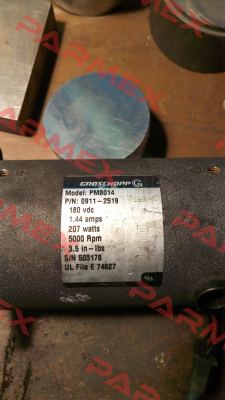 GROSCHOPP
Model: PM8014
P/N: 0911-2519
180 vdc
1.44 amps
207 watts
5000 Rpm
3.5 in-lbs
S/N 503178
UL File E 74627
PARMEX
PARMEX
PARMEX
PARMEX